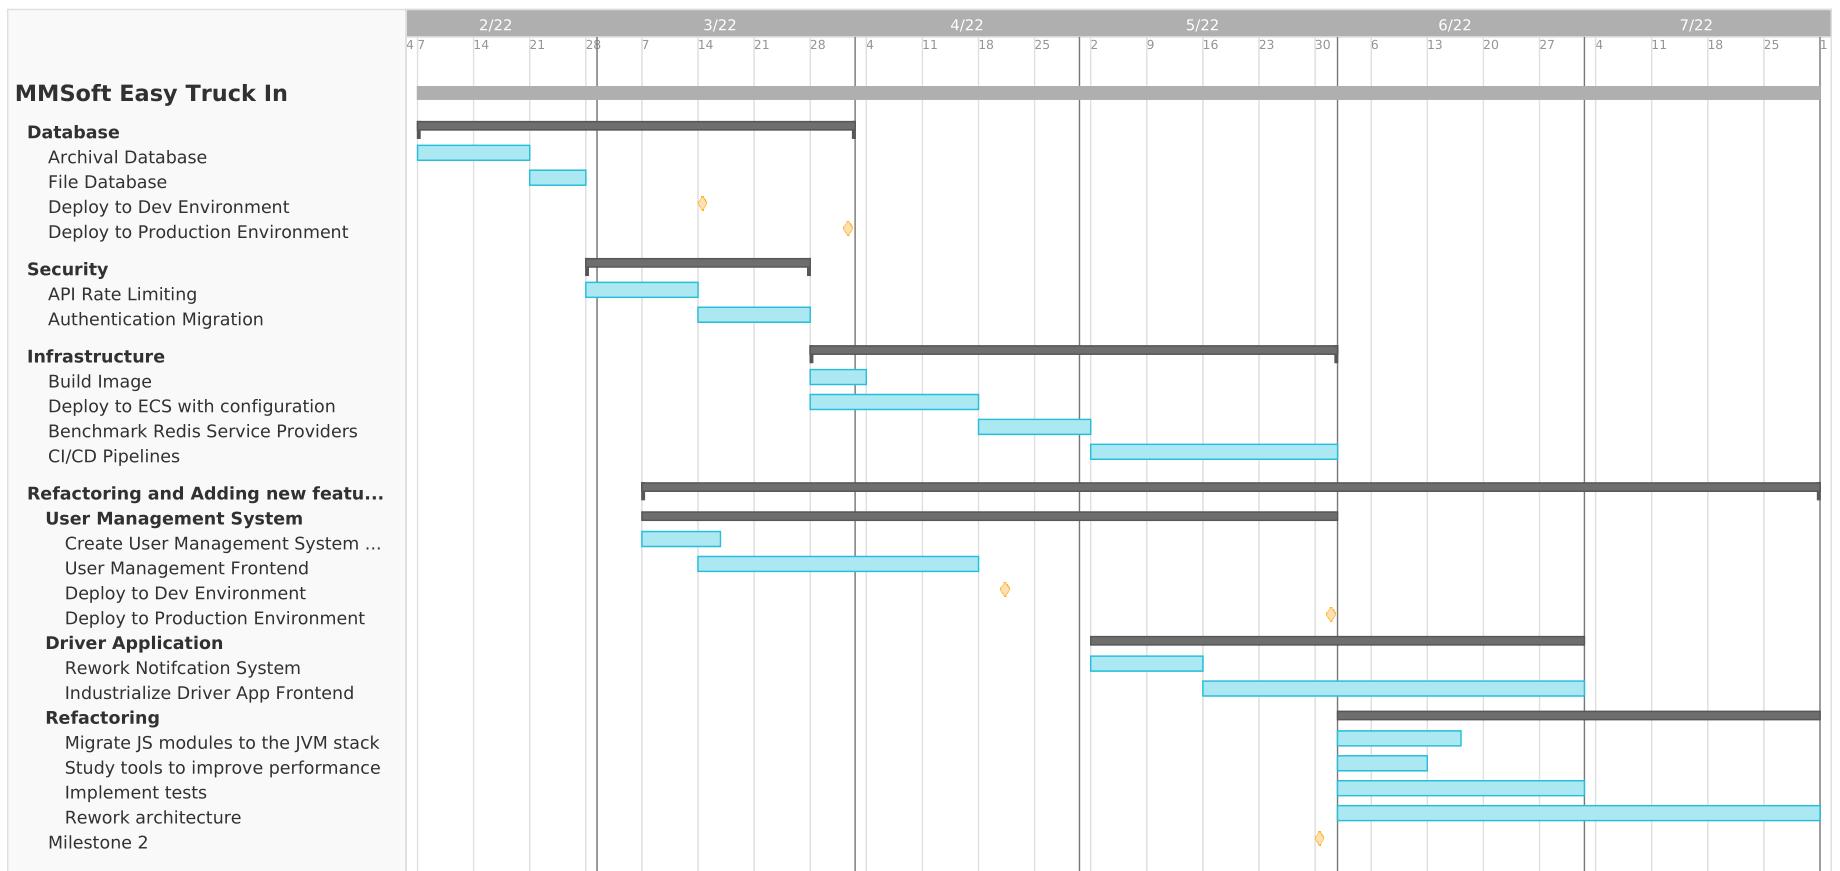 2/22 3/22 4/22 5/22 6/22 7/22
4 7 14 21 28 7 14 21 28 4 11 18 25 2 9 16 23 30 6 13 20 27 4 11 18 25 1
MMSoft Easy Truck In
Database
Archival Database
File Database
Deploy to Dev Environment
Deploy to Production Environment
Security
API Rate Limiting
Authentication Migration
Infrastructure
Build Image
Deploy to ECS with configuration
Benchmark Redis Service Providers
CI/CD Pipelines
Refactoring and Adding new featu...
User Management System
Create User Management System ...
User Management Frontend
Deploy to Dev Environment
Deploy to Production Environment
Driver Application
Rework Notifcation System
Industrialize Driver App Frontend
Refactoring
Migrate JS modules to the JVM stack
Study tools to improve performance
Implement tests
Rework architecture
Milestone 2